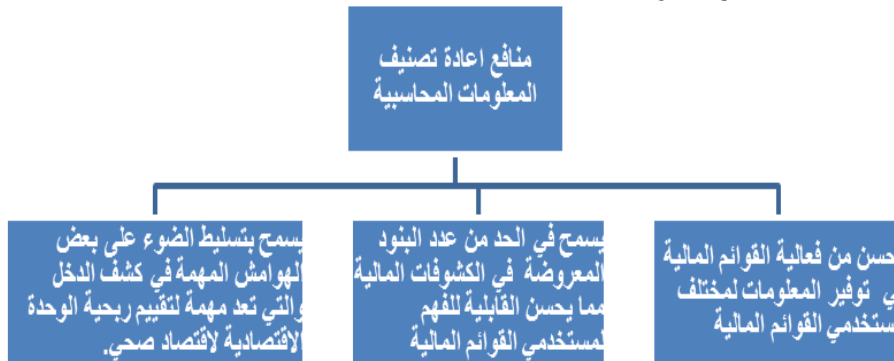 منافع اعادة تصنيف
المعلومات المحاسبية
حسن من فعالية القوائم المالية
ي توفير المعلومات لمختلف
ستخدمي القوائم المالية
يسمح في الحد من عدد البنود
المعروضة في الكشوفات المالية
مما يحسن القابلية للفهم
لمستخدمي القوائم المالية
يسمح بتسليط الضوء على بعض
الهوامش المهمة في كشف الدخل
والتي تعد مهمة لتقييم ربحية الوحدة
الاقتصادية لاقتصاد صحي.